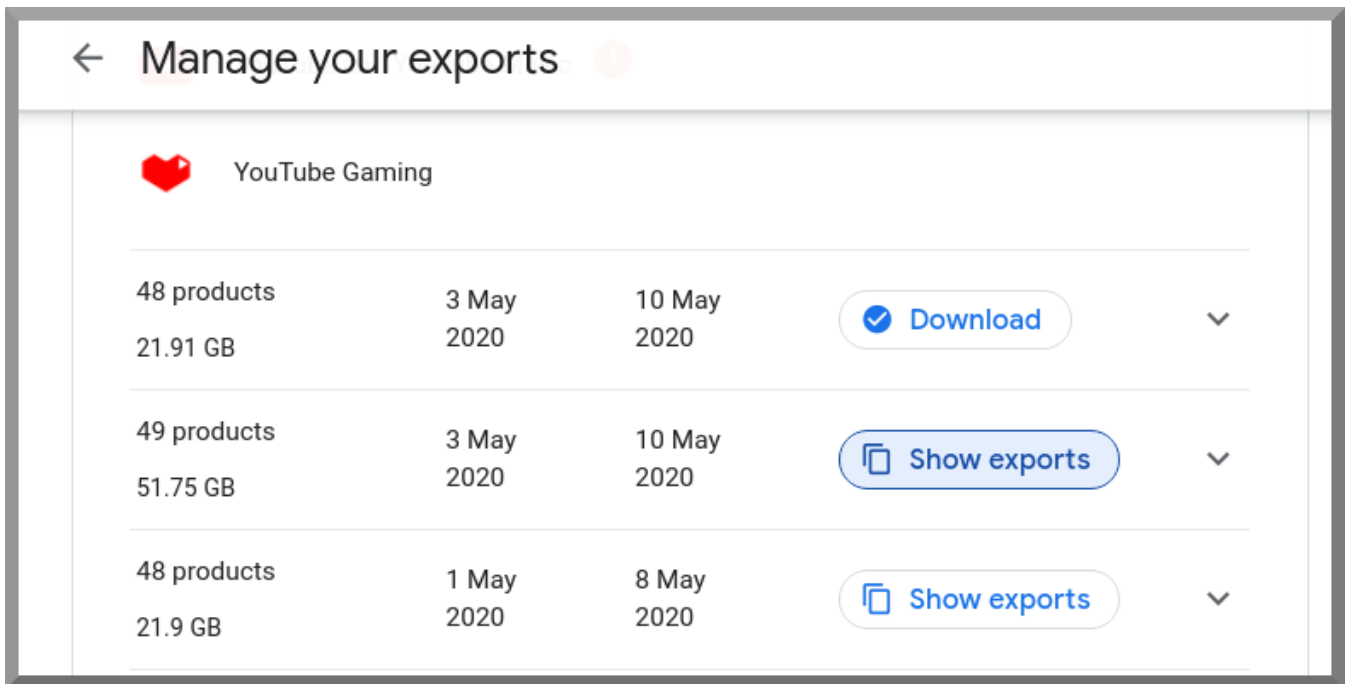 Manage your exports
YouTube Gaming
48 products
21.91 GB
3 May
2020
10 May
2020
Download
49 products
51.75 GB
3 May
2020
10 May
2020
Show exports
48 products
21.9 GB
1 May
2020
8 May
2020
Show exports